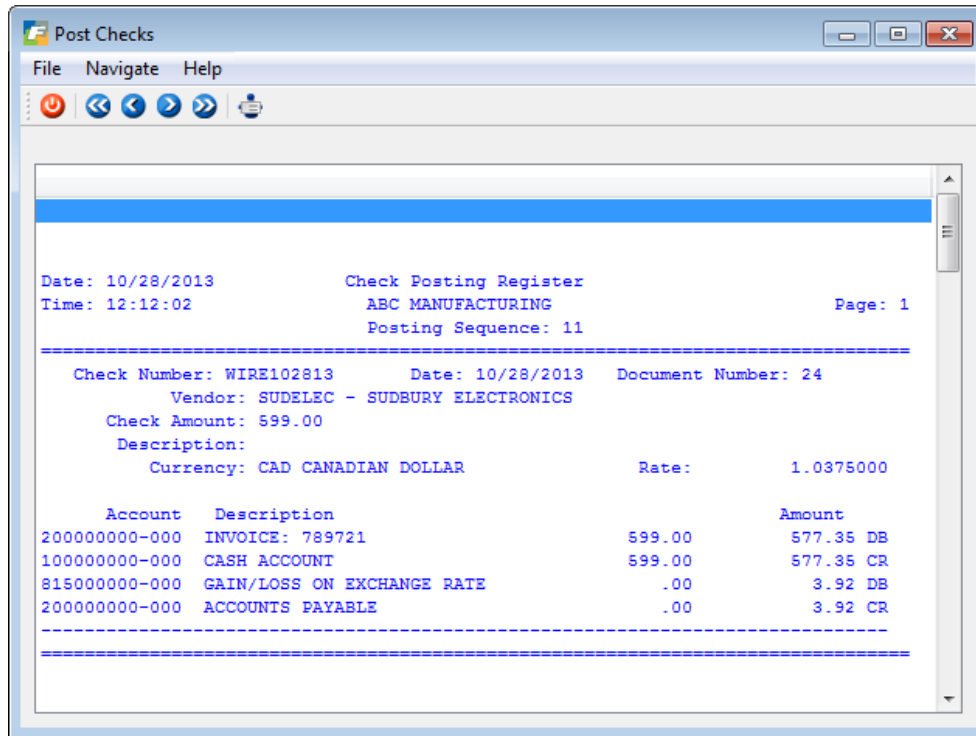 Post Checks
File Navigate Help
Date: 10/28/2013 Check Posting Register
Time: 12:12:02 ABC MANUFACTURING Page: 1
Posting Sequence: 11
================================================================================
Check Number: WIRE102813 Date: 10/28/2013 Document Number: 24
Vendor: SUDELEC - SUDBURY ELECTRONICS
Check Amount: 599.00
Description:
Currency: CAD CANADIAN DOLLAR Rate: 1.0375000
Account Description Amount
200000000-000 INVOICE: 789721 599.00 577.35 DB
100000000-000 CASH ACCOUNT 599.00 577.35 CR
815000000-000 GAIN/LOSS ON EXCHANGE RATE .00 3.92 DB
200000000-000 ACCOUNTS PAYABLE .00 3.92 CR
------------------------------------------------------------------------------
================================================================================